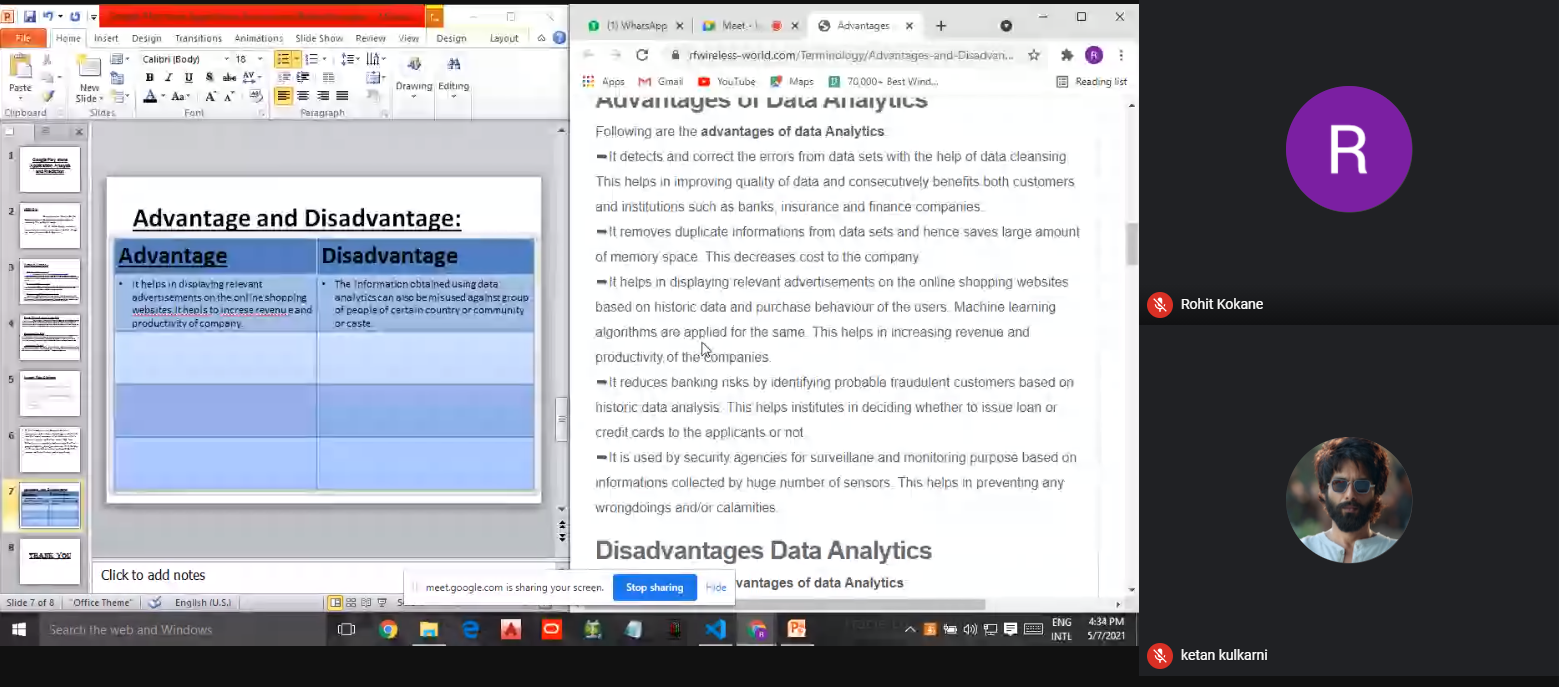 File
Home
Insert
Design
Transitions
Animations
Slide Show
Review
View
Design
Layout
Calibri (Body)
18
Paste
New
Slide
Drawing
Editing
Clipboard
Slides
Font
Paragraph
1
2
3
4
5
6
7
8
THANK YOU
Advantage and Disadvantage:
Advantage
Disadvantage
• It helps in displaying relevant
advertisements on the online shopping
websites. It hepls to increse revenue and
productivity of company.
• The information obtained using data
analytics can also be misused against group
of people of certain country or community
or caste.
Click to add notes
Slide 7 of 8
"Office Theme"
English (U.S.)
(1) WhatsApp
Meet -
Advantages
rfwireless-world.com/Terminology/Advantages-and-Disadvan...
R
Apps
Gmail
YouTube
Maps
70,000+ Best Wind...
Reading list
Advantages of Data Analytics
Following are the advantages of data Analytics
➨It detects and correct the errors from data sets with the help of data cleansing
This helps in improving quality of data and consecutively benefits both customers
and institutions such as banks, insurance and finance companies.
➨It removes duplicate informations from data sets and hence saves large amount
of memory space. This decreases cost to the company
➨It helps in displaying relevant advertisements on the online shopping websites
based on historic data and purchase behaviour of the users. Machine learning
algorithms are applied for the same. This helps in increasing revenue and
productivity of the companies.
➨It reduces banking risks by identifying probable fraudulent customers based on
historic data analysis. This helps institutes in deciding whether to issue loan or
credit cards to the applicants or not
➨It is used by security agencies for surveillane and monitoring purpose based on
informations collected by huge number of sensors. This helps in preventing any
wrongdoings and/or calamities.
Disadvantages Data Analytics
vantages of data Analytics
meet.google.com is sharing your screen.
Stop sharing
Hide
Search the web and Windows
ENG
INTL
4:34 PM
5/7/2021
R
Rohit Kokane
ketan kulkarni